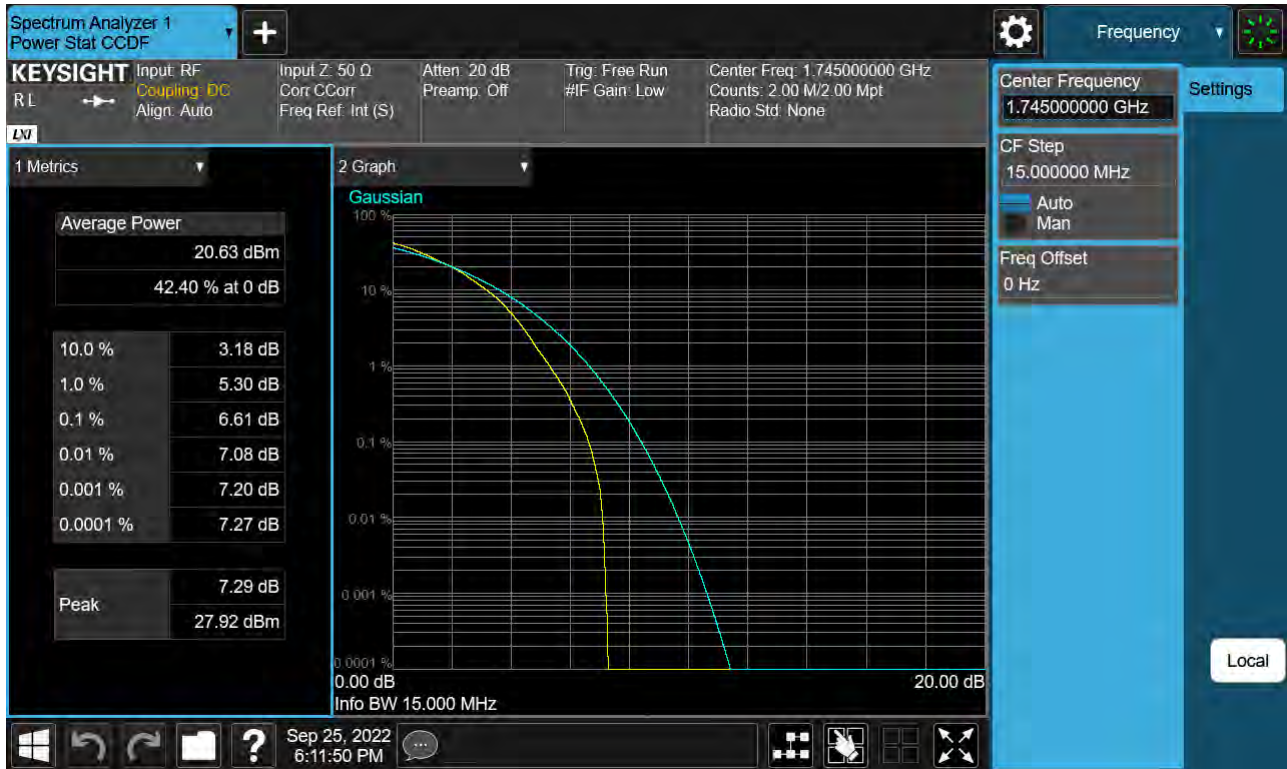 Spectrum Analyzer 1
Power Stat CCDF
Frequency
KEYSIGHT
RL
LXI
Input: RF
Coupling: DC
Align: Auto
Input Z: 50 Ω
Corr CCorr
Freq Ref: Int (S)
Atten: 20 dB
Preamp: Off
Trig: Free Run
#IF Gain: Low
Center Freq: 1.745000000 GHz
Counts: 2.00 M/2.00 Mpt
Radio Std: None
Center Frequency
1.745000000 GHz
Settings
CF Step
15.000000 MHz
Auto
Man
Freq Offset
0 Hz
1 Metrics
Average Power
20.63 dBm
42.40 % at 0 dB
10.0 % 3.18 dB
1.0 % 5.30 dB
0.1 % 6.61 dB
0.01 % 7.08 dB
0.001 % 7.20 dB
0.0001 % 7.27 dB
Peak
7.29 dB
27.92 dBm
2 Graph
Gaussian
100 %
10 %
1 %
0.1 %
0.01 %
0.001 %
0.0001 %
0.00 dB 20.00 dB
Info BW 15.000 MHz
Local
?
Sep 25, 2022
6:11:50 PM